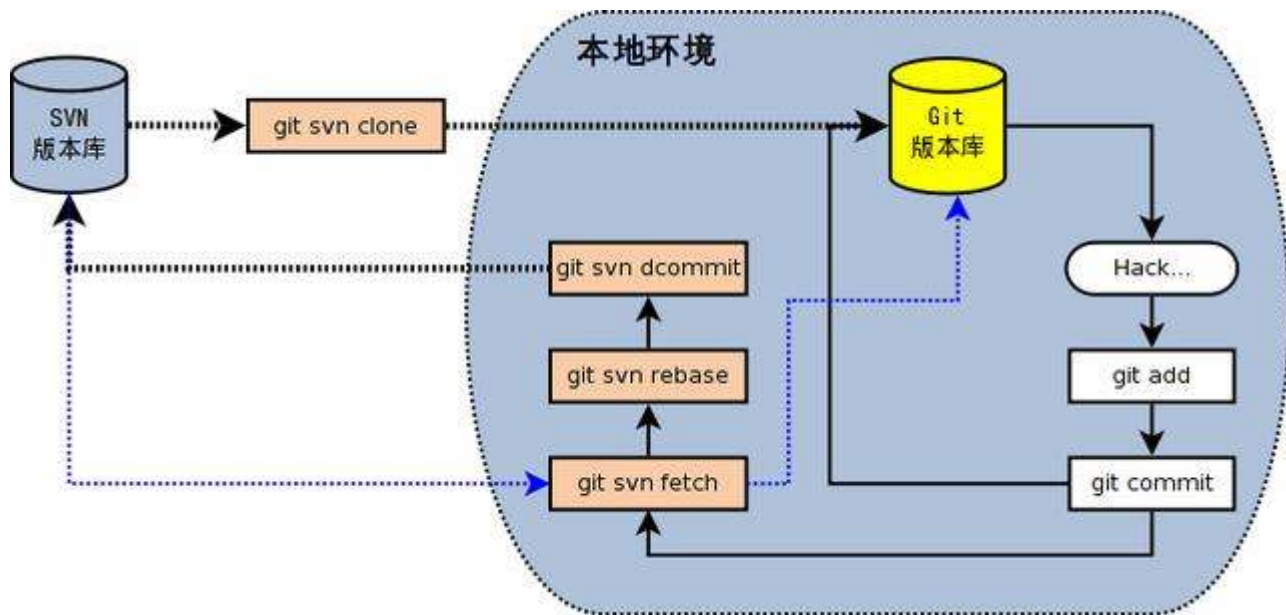 本地环境
SVN
版本库
git svn clone
Git
版本库
git svn dcommit
Hack...
git svn rebase
git add
git svn fetch
git commit